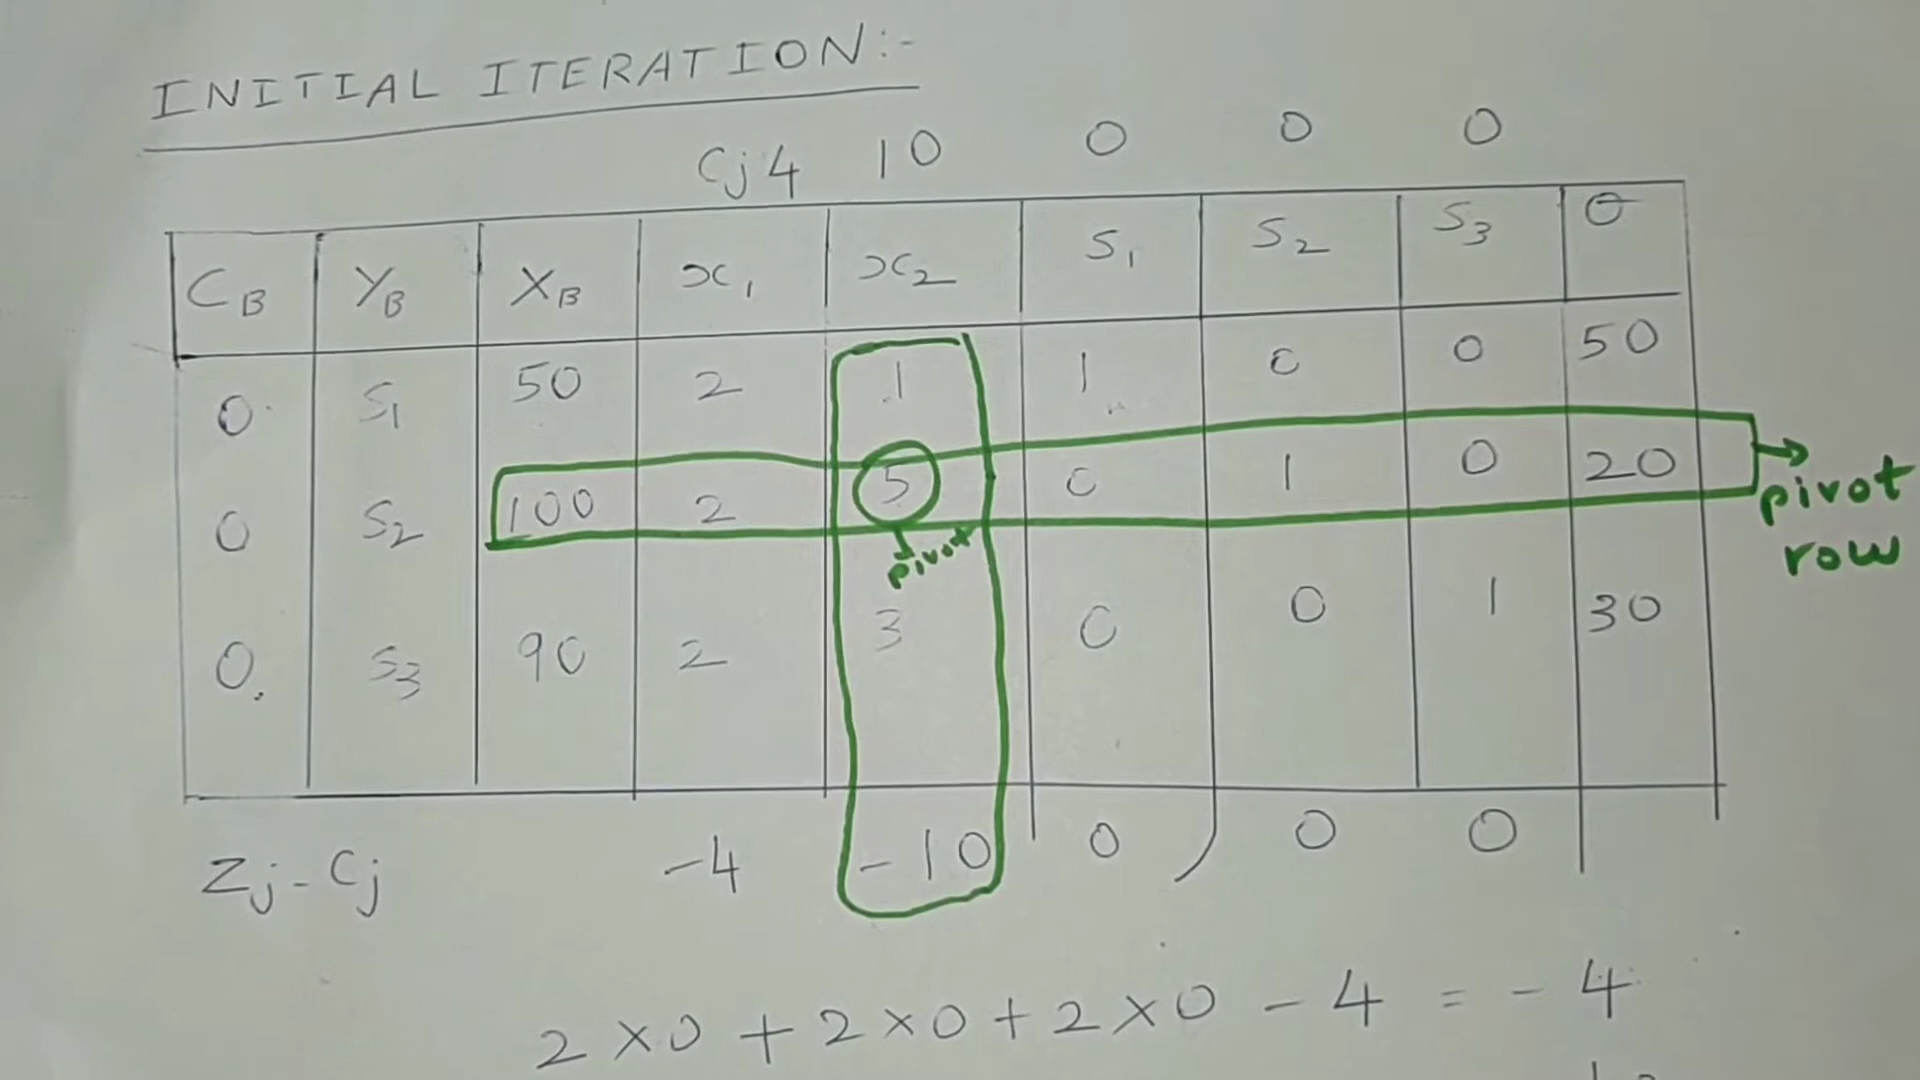 INITIAL ITERATION:-
Cj 4 10 0 0 0
CB YB XB x1 x2 S1 S2 S3 θ
0 S1 50 2 1 1 0 0 50
0 S2 100 2 5 0 1 0 20
pivot
pivot row
0 S3 90 2 3 0 0 1 30
Zj - Cj -4 -10 0 0 0
2×0 + 2×0 + 2×0 - 4 = - 4